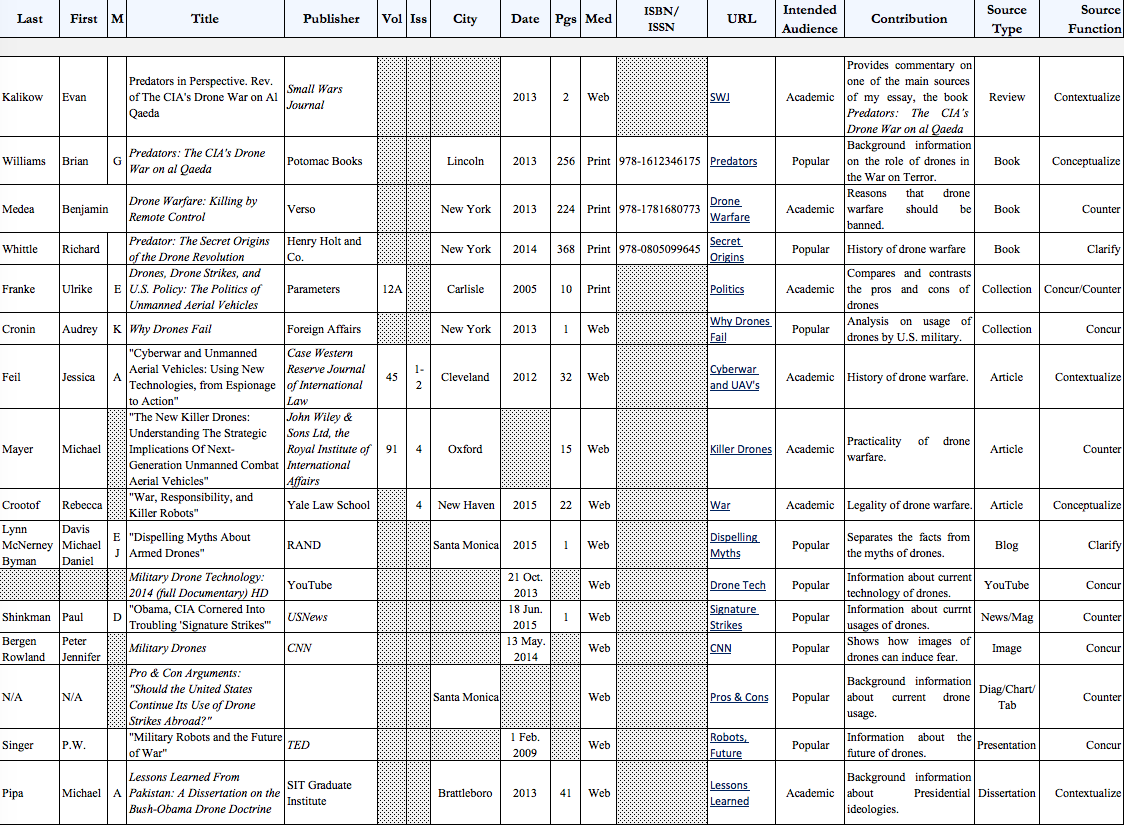 Last First M Title Publisher Vol Iss City Date Pgs Med ISBN/ ISSN URL Intended Audience Contribution Source Type Source Function
Kalikow Evan Predators in Perspective. Rev. of The CIA's Drone War on Al Qaeda Small Wars Journal 2013 2 Web SWJ Academic Provides commentary on one of the main sources of my essay, the book Predators: The CIA's Drone War on al Qaeda Review Contextualize
Williams Brian G Predators: The CIA's Drone War on al Qaeda Potomac Books Lincoln 2013 256 Print 978-1612346175 Predators Popular Background information on the role of drones in the War on Terror. Book Conceptualize
Medea Benjamin Drone Warfare: Killing by Remote Control Verso New York 2013 224 Print 978-1781680773 Drone Warfare Academic Reasons that drone warfare should be banned. Book Counter
Whittle Richard Predator: The Secret Origins of the Drone Revolution Henry Holt and Co. New York 2014 368 Print 978-0805099645 Secret Origins Popular History of drone warfare Book Clarify
Franke Ulrike E Drones, Drone Strikes, and U.S. Policy: The Politics of Unmanned Aerial Vehicles Parameters 12A Carlisle 2005 10 Print Politics Academic Compares and contrasts the pros and cons of drones Collection Concur/Counter
Cronin Audrey K Why Drones Fail Foreign Affairs New York 2013 1 Web Why Drones Fail Popular Analysis on usage of drones by U.S. military. Collection Concur
Feil Jessica A "Cyberwar and Unmanned Aerial Vehicles: Using New Technologies, from Espionage to Action" Case Western Reserve Journal of International Law 45 1-2 Cleveland 2012 32 Web Cyberwar and UAV's Academic History of drone warfare. Article Contextualize
Mayer Michael "The New Killer Drones: Understanding The Strategic Implications Of Next-Generation Unmanned Combat Aerial Vehicles" John Wiley & Sons Ltd, the Royal Institute of International Affairs 91 4 Oxford 15 Web Killer Drones Academic Practicality of drone warfare. Article Counter
Crootof Rebecca "War, Responsibility, and Killer Robots" Yale Law School 4 New Haven 2015 22 Web War Academic Legality of drone warfare. Article Conceptualize
Lynn McNerney Byman Davis Michael Daniel E J "Dispelling Myths About Armed Drones" RAND Santa Monica 2015 1 Web Dispelling Myths Popular Separates the facts from the myths of drones. Blog Clarify
Military Drone Technology: 2014 (full Documentary) HD YouTube 21 Oct. 2013 Web Drone Tech Popular Information about current technology of drones. YouTube Concur
Shinkman Paul D "Obama, CIA Cornered Into Troubling 'Signature Strikes'" USNews 18 Jun. 2015 1 Web Signature Strikes Popular Information about currnt usages of drones. News/Mag Counter
Bergen Rowland Peter Jennifer Military Drones CNN 13 May. 2014 Web CNN Popular Shows how images of drones can induce fear. Image Concur
N/A N/A Pro & Con Arguments: "Should the United States Continue Its Use of Drone Strikes Abroad?" Santa Monica Web Pros & Cons Popular Background information about current drone usage. Diag/Chart/ Tab Counter
Singer P.W. "Military Robots and the Future of War" TED 1 Feb. 2009 Web Robots, Future Popular Information about the future of drones. Presentation Concur
Pipa Michael A Lessons Learned From Pakistan: A Dissertation on the Bush-Obama Drone Doctrine SIT Graduate Institute Brattleboro 2013 41 Web Lessons Learned Academic Background information about Presidential ideologies. Dissertation Contextualize